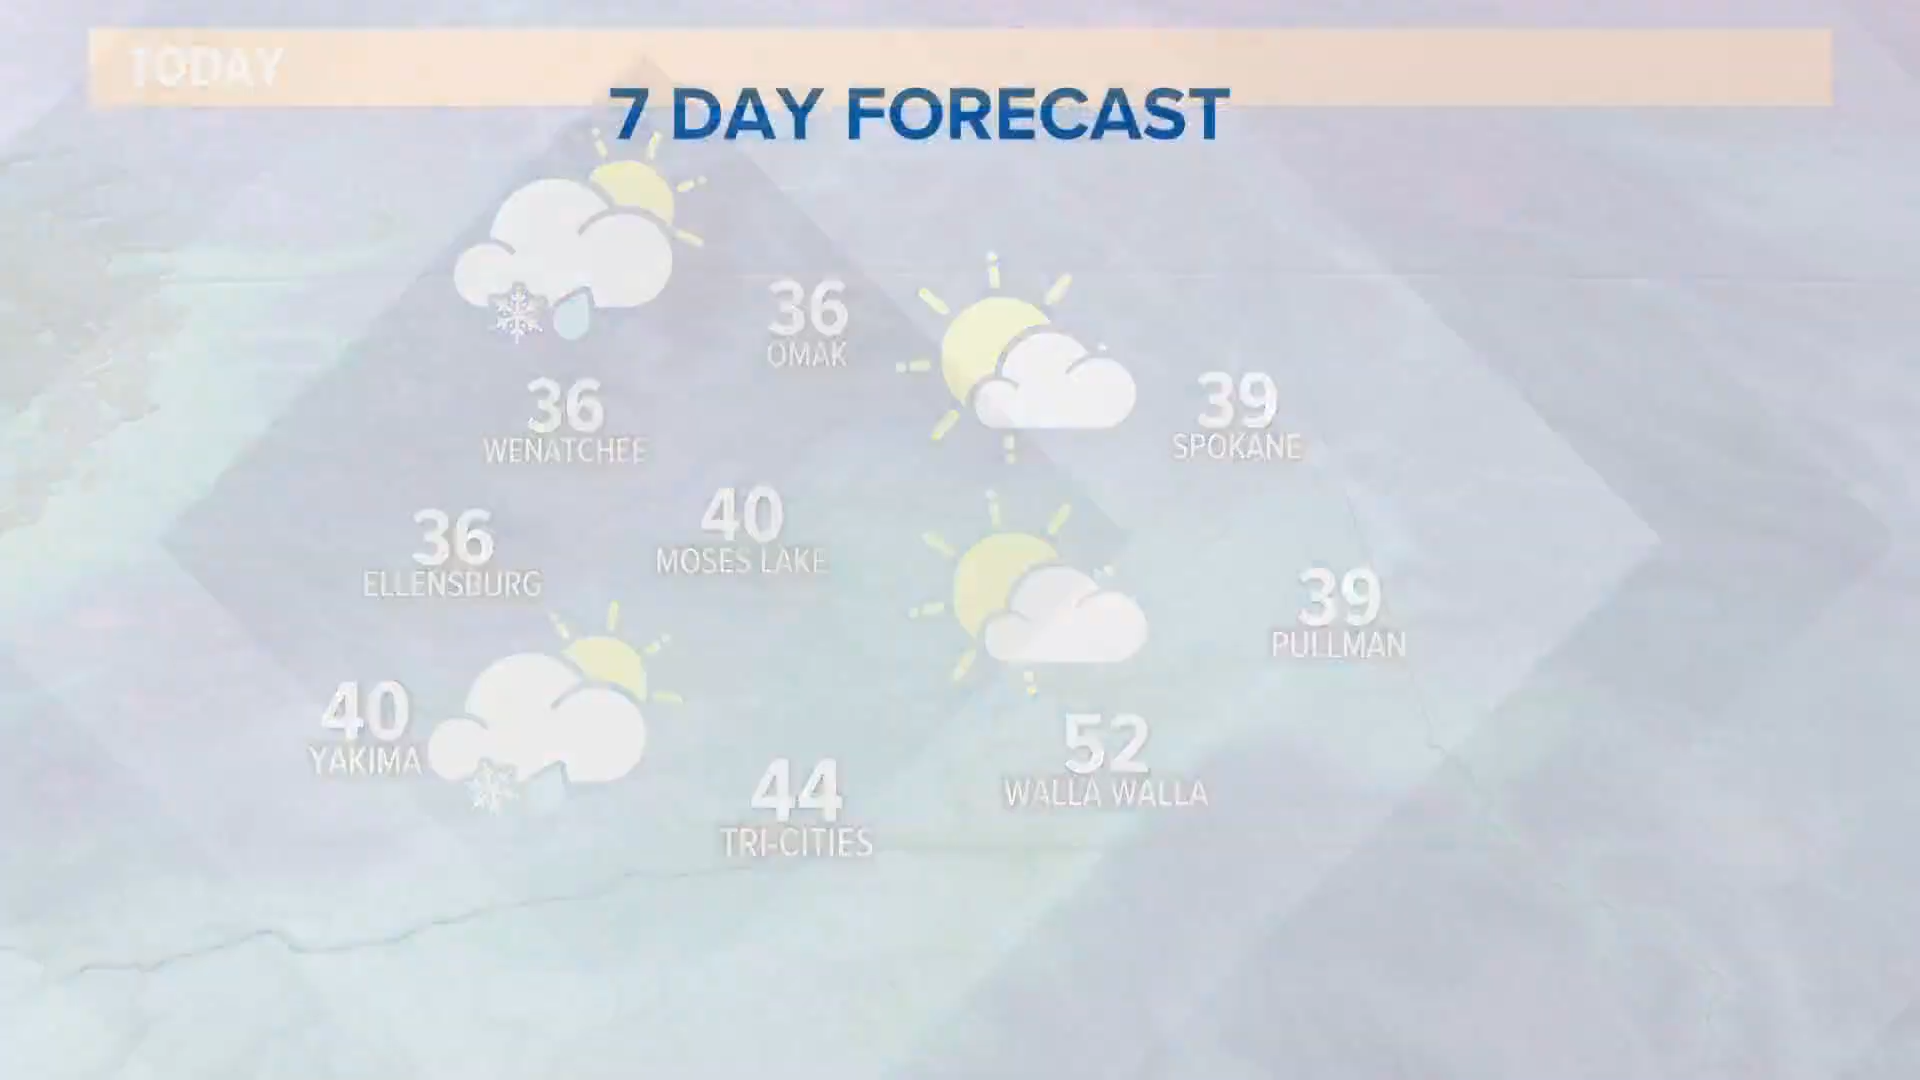 TODAY
7 DAY FORECAST
36
OMAK
36
WENATCHEE
39
SPOKANE
40
MOSES LAKE
36
ELLENSBURG
39
PULLMAN
40
YAKIMA
52
WALLA WALLA
44
TRI-CITIES